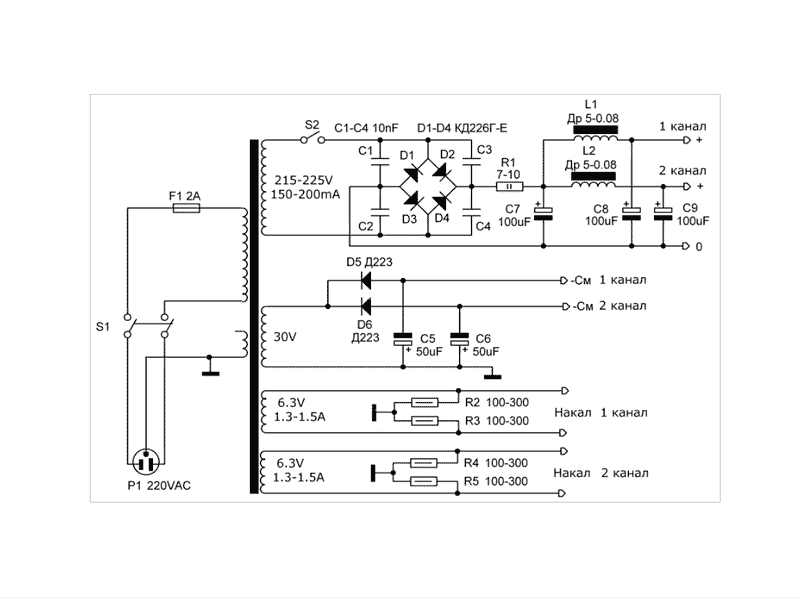 L1
Др 5-0.08
S2
C1-C4 10nF
D1-D4 КД226Г-Е
1 канал
+
C1
D1
D2
C3
L2
Др 5-0.08
R1
7-10
2 канал
+
215-225V
150-200mA
F1 2A
C2
D3
D4
C4
C7
100uF
+
C8
100uF
+
C9
100uF
+
0
D5 Д223
-См 1 канал
-См 2 канал
S1
D6
Д223
30V
C5
50uF
+
C6
50uF
+
6.3V
1.3-1.5A
R2 100-300
R3 100-300
Накал 1 канал
6.3V
1.3-1.5A
R4 100-300
R5 100-300
Накал 2 канал
P1 220VAC